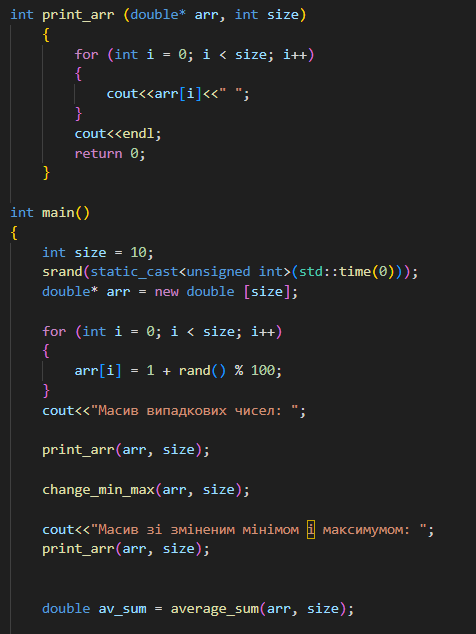 int print_arr (double* arr, int size)
{
for (int i = 0; i < size; i++)
{
cout<<arr[i]<<" ";
}
cout<<endl;
return 0;
}
int main()
{
int size = 10;
srand(static_cast<unsigned int>(std::time(0)));
double* arr = new double [size];
for (int i = 0; i < size; i++)
{
arr[i] = 1 + rand() % 100;
}
cout<<"Масив випадкових чисел: ";
print_arr(arr, size);
change_min_max(arr, size);
cout<<"Масив зі зміненим мінімом і максимумом: ";
print_arr(arr, size);
double av_sum = average_sum(arr, size);